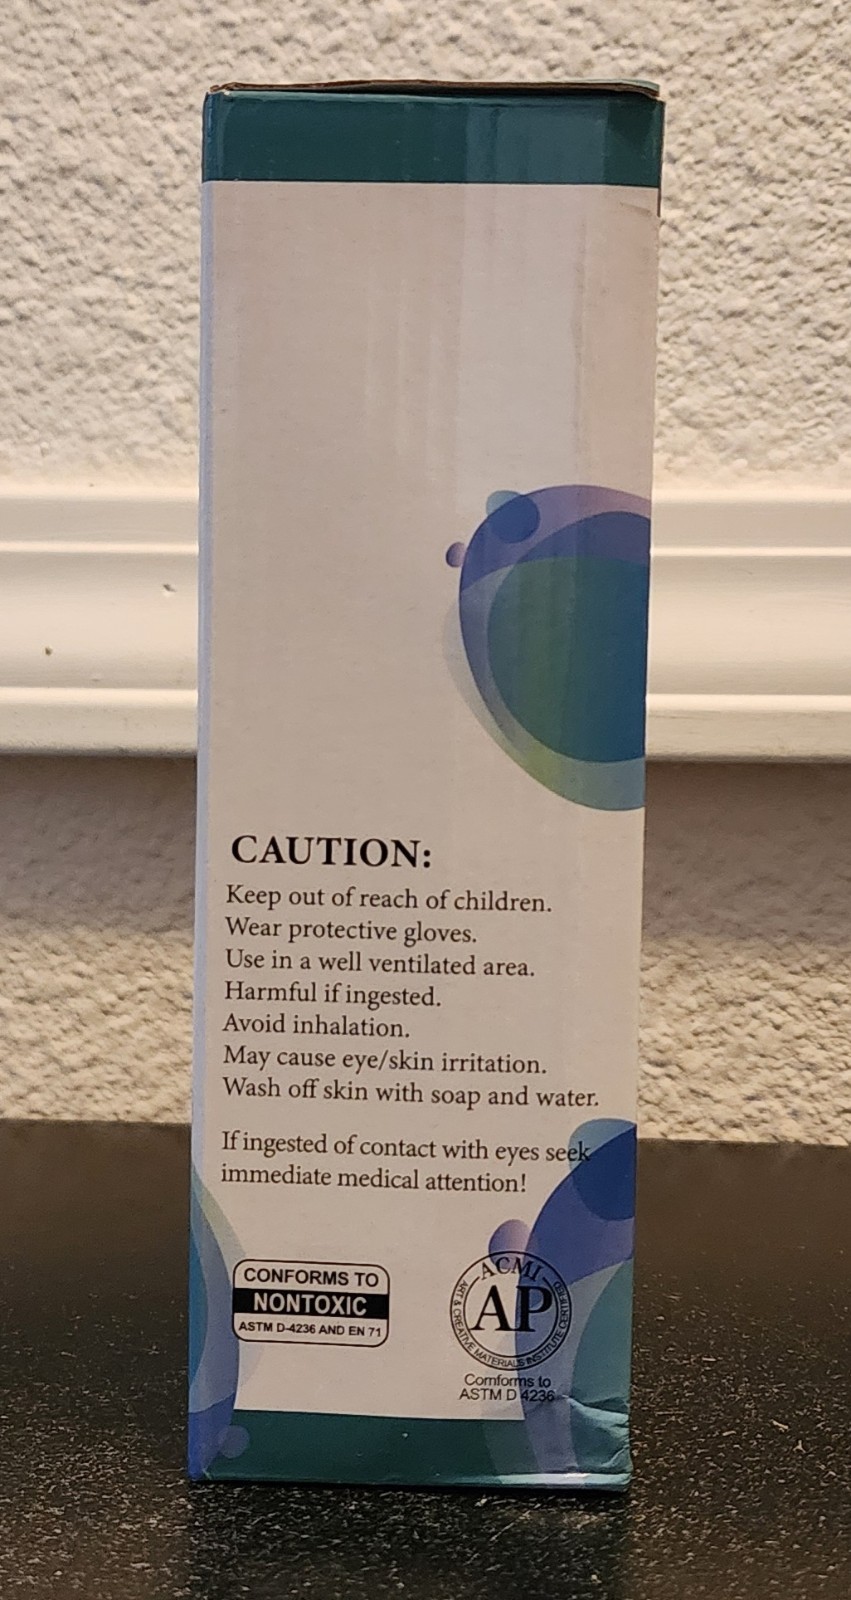 CAUTION:
Keep out of reach of children.
Wear protective gloves.
Use in a well ventilated area.
Harmful if ingested.
Avoid inhalation.
May cause eye/skin irritation.
Wash off skin with soap and water.
If ingested of contact with eyes seek
immediate medical attention!
CONFORMS TO
NONTOXIC
ASTM D-4236 AND EN 71
ACMI
AP
ART & CREATIVE MATERIALS INSTITUTE CERTIFIED
Comforms to
ASTM D 4236